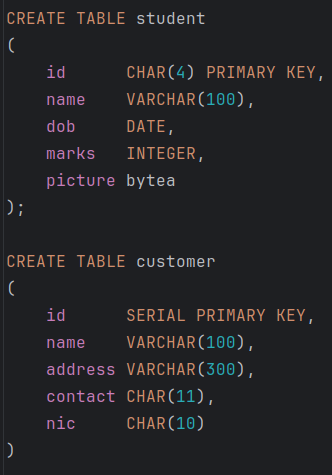 CREATE TABLE student
(
    id      CHAR(4) PRIMARY KEY,
    name    VARCHAR(100),
    dob     DATE,
    marks   INTEGER,
    picture bytea
);

CREATE TABLE customer
(
    id      SERIAL PRIMARY KEY,
    name    VARCHAR(100),
    address VARCHAR(300),
    contact CHAR(11),
    nic     CHAR(10)
)